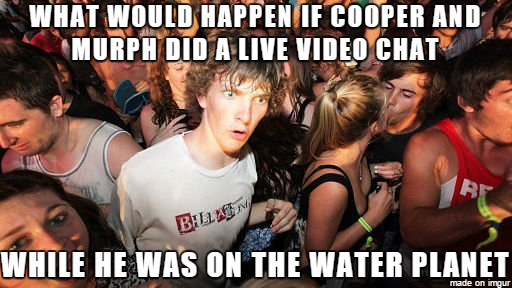 WHAT WOULD HAPPEN IF COOPER AND
MURPH DID A LIVE VIDEO CHAT
WHILE HE WAS ON THE WATER PLANET
made on imgur